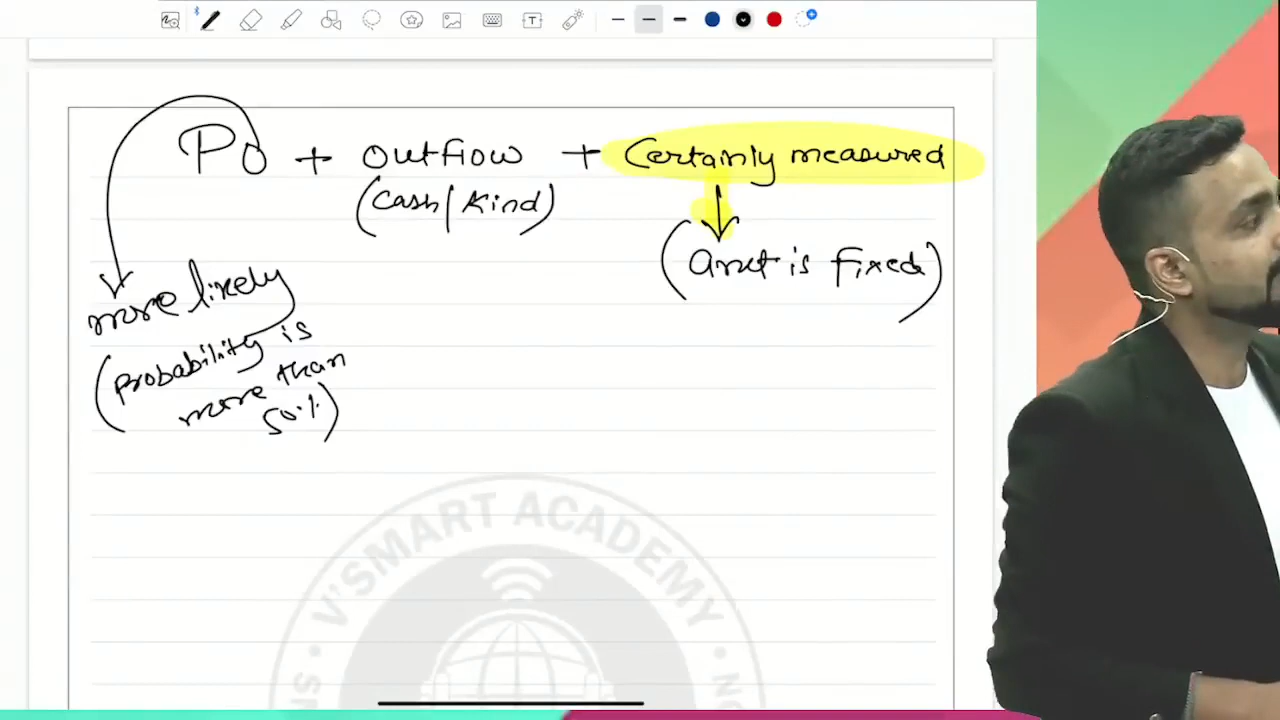 PO + Outflow + Certainly measured
(Cash/Kind)
(Amt is fixed)
more likely
(probability is
more than
50%)
V'SMART ACADEMY